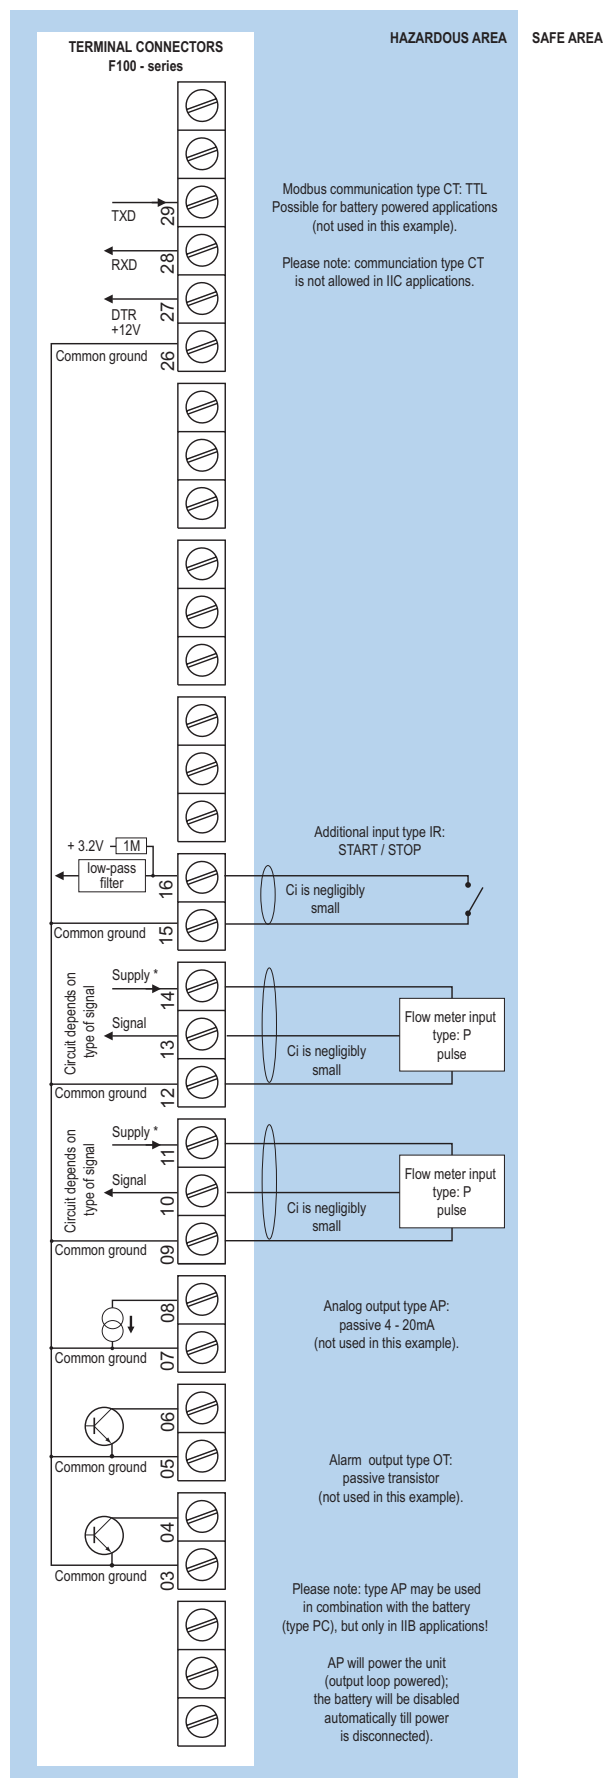 HAZARDOUS AREA
SAFE AREA
TERMINAL CONNECTORS
F100 - series
Modbus communication type CT: TTL
Possible for battery powered applications
(not used in this example).
Please note: communciation type CT
is not allowed in IIC applications.
TXD
29
RXD
28
DTR
+12V
27
Common ground
26
Additional input type IR:
START / STOP
+ 3.2V
1M
low-pass
filter
16
Ci is negligibly
small
Common ground
15
Circuit depends on
type of signal
Supply *
14
Signal
13
Common ground
12
Ci is negligibly
small
Flow meter input
type: P
pulse
Circuit depends on
type of signal
Supply *
11
Signal
10
Common ground
09
Ci is negligibly
small
Flow meter input
type: P
pulse
08
Common ground
07
Analog output type AP:
passive 4 - 20mA
(not used in this example).
06
Common ground
05
Alarm output type OT:
passive transistor
(not used in this example).
04
Common ground
03
Please note: type AP may be used
in combination with the battery
(type PC), but only in IIB applications!
AP will power the unit
(output loop powered);
the battery will be disabled
automatically till power
is disconnected).